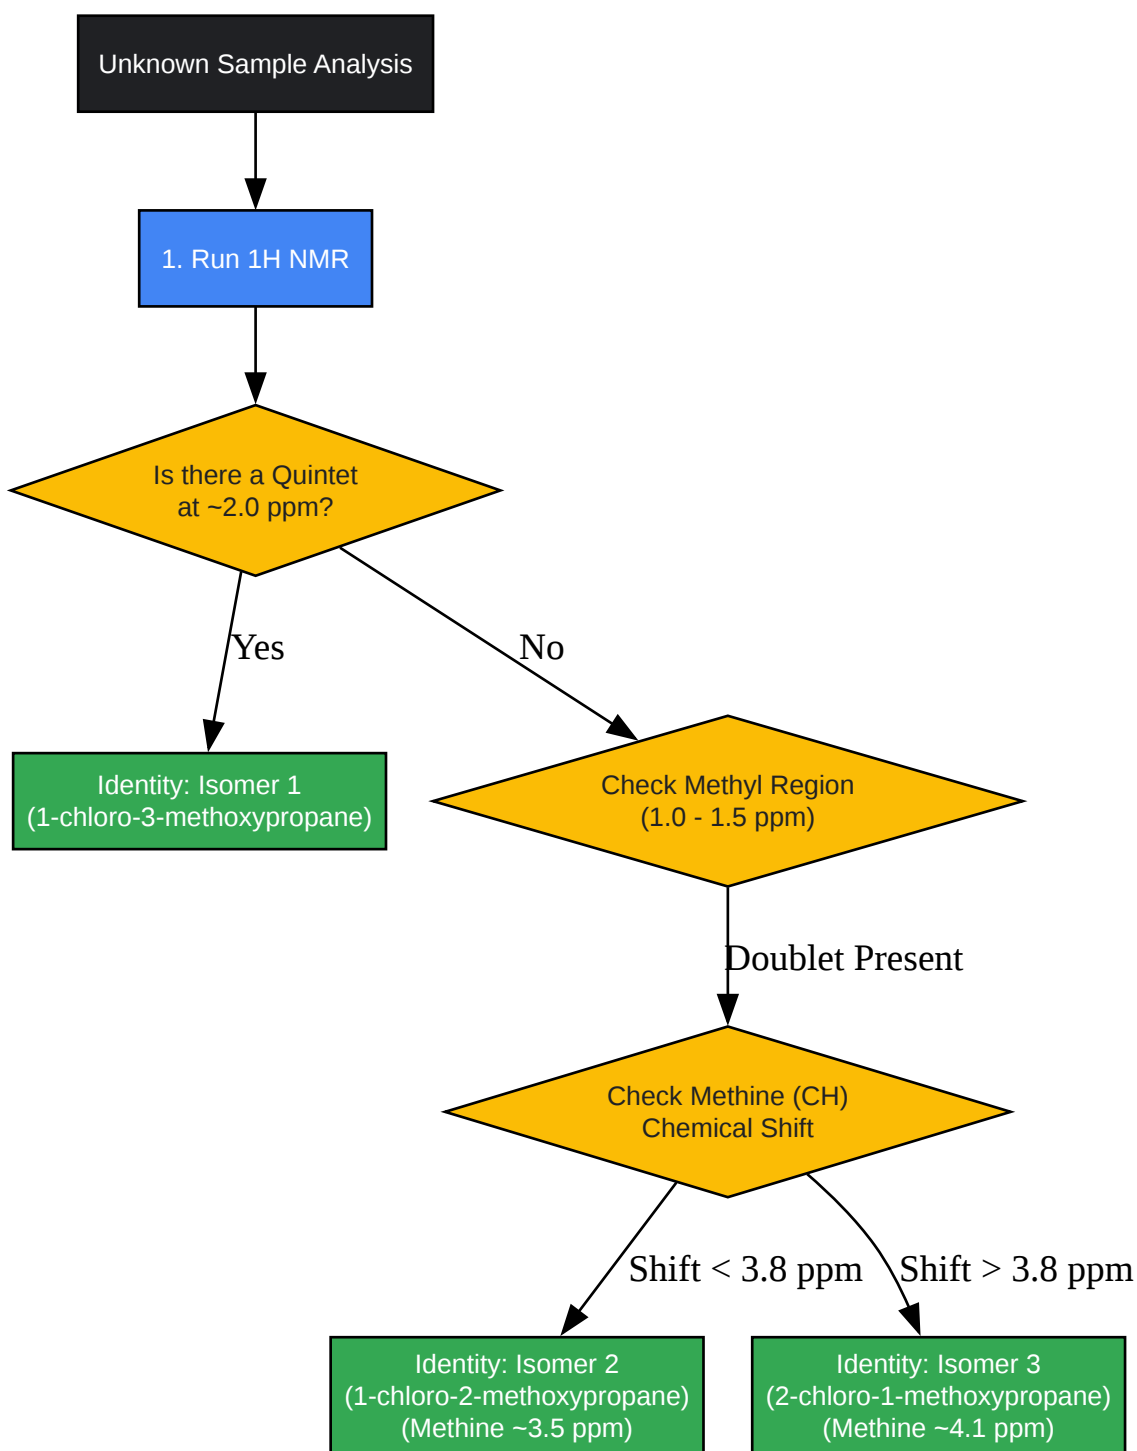 Unknown Sample Analysis
1. Run 1H NMR
Is there a Quintet
at ~2.0 ppm?
Yes
No
Identity: Isomer 1
(1-chloro-3-methoxypropane)
Check Methyl Region
(1.0 - 1.5 ppm)
Doublet Present
Check Methine (CH)
Chemical Shift
Shift < 3.8 ppm
Shift > 3.8 ppm
Identity: Isomer 2
(1-chloro-2-methoxypropane)
(Methine ~3.5 ppm)
Identity: Isomer 3
(2-chloro-1-methoxypropane)
(Methine ~4.1 ppm)